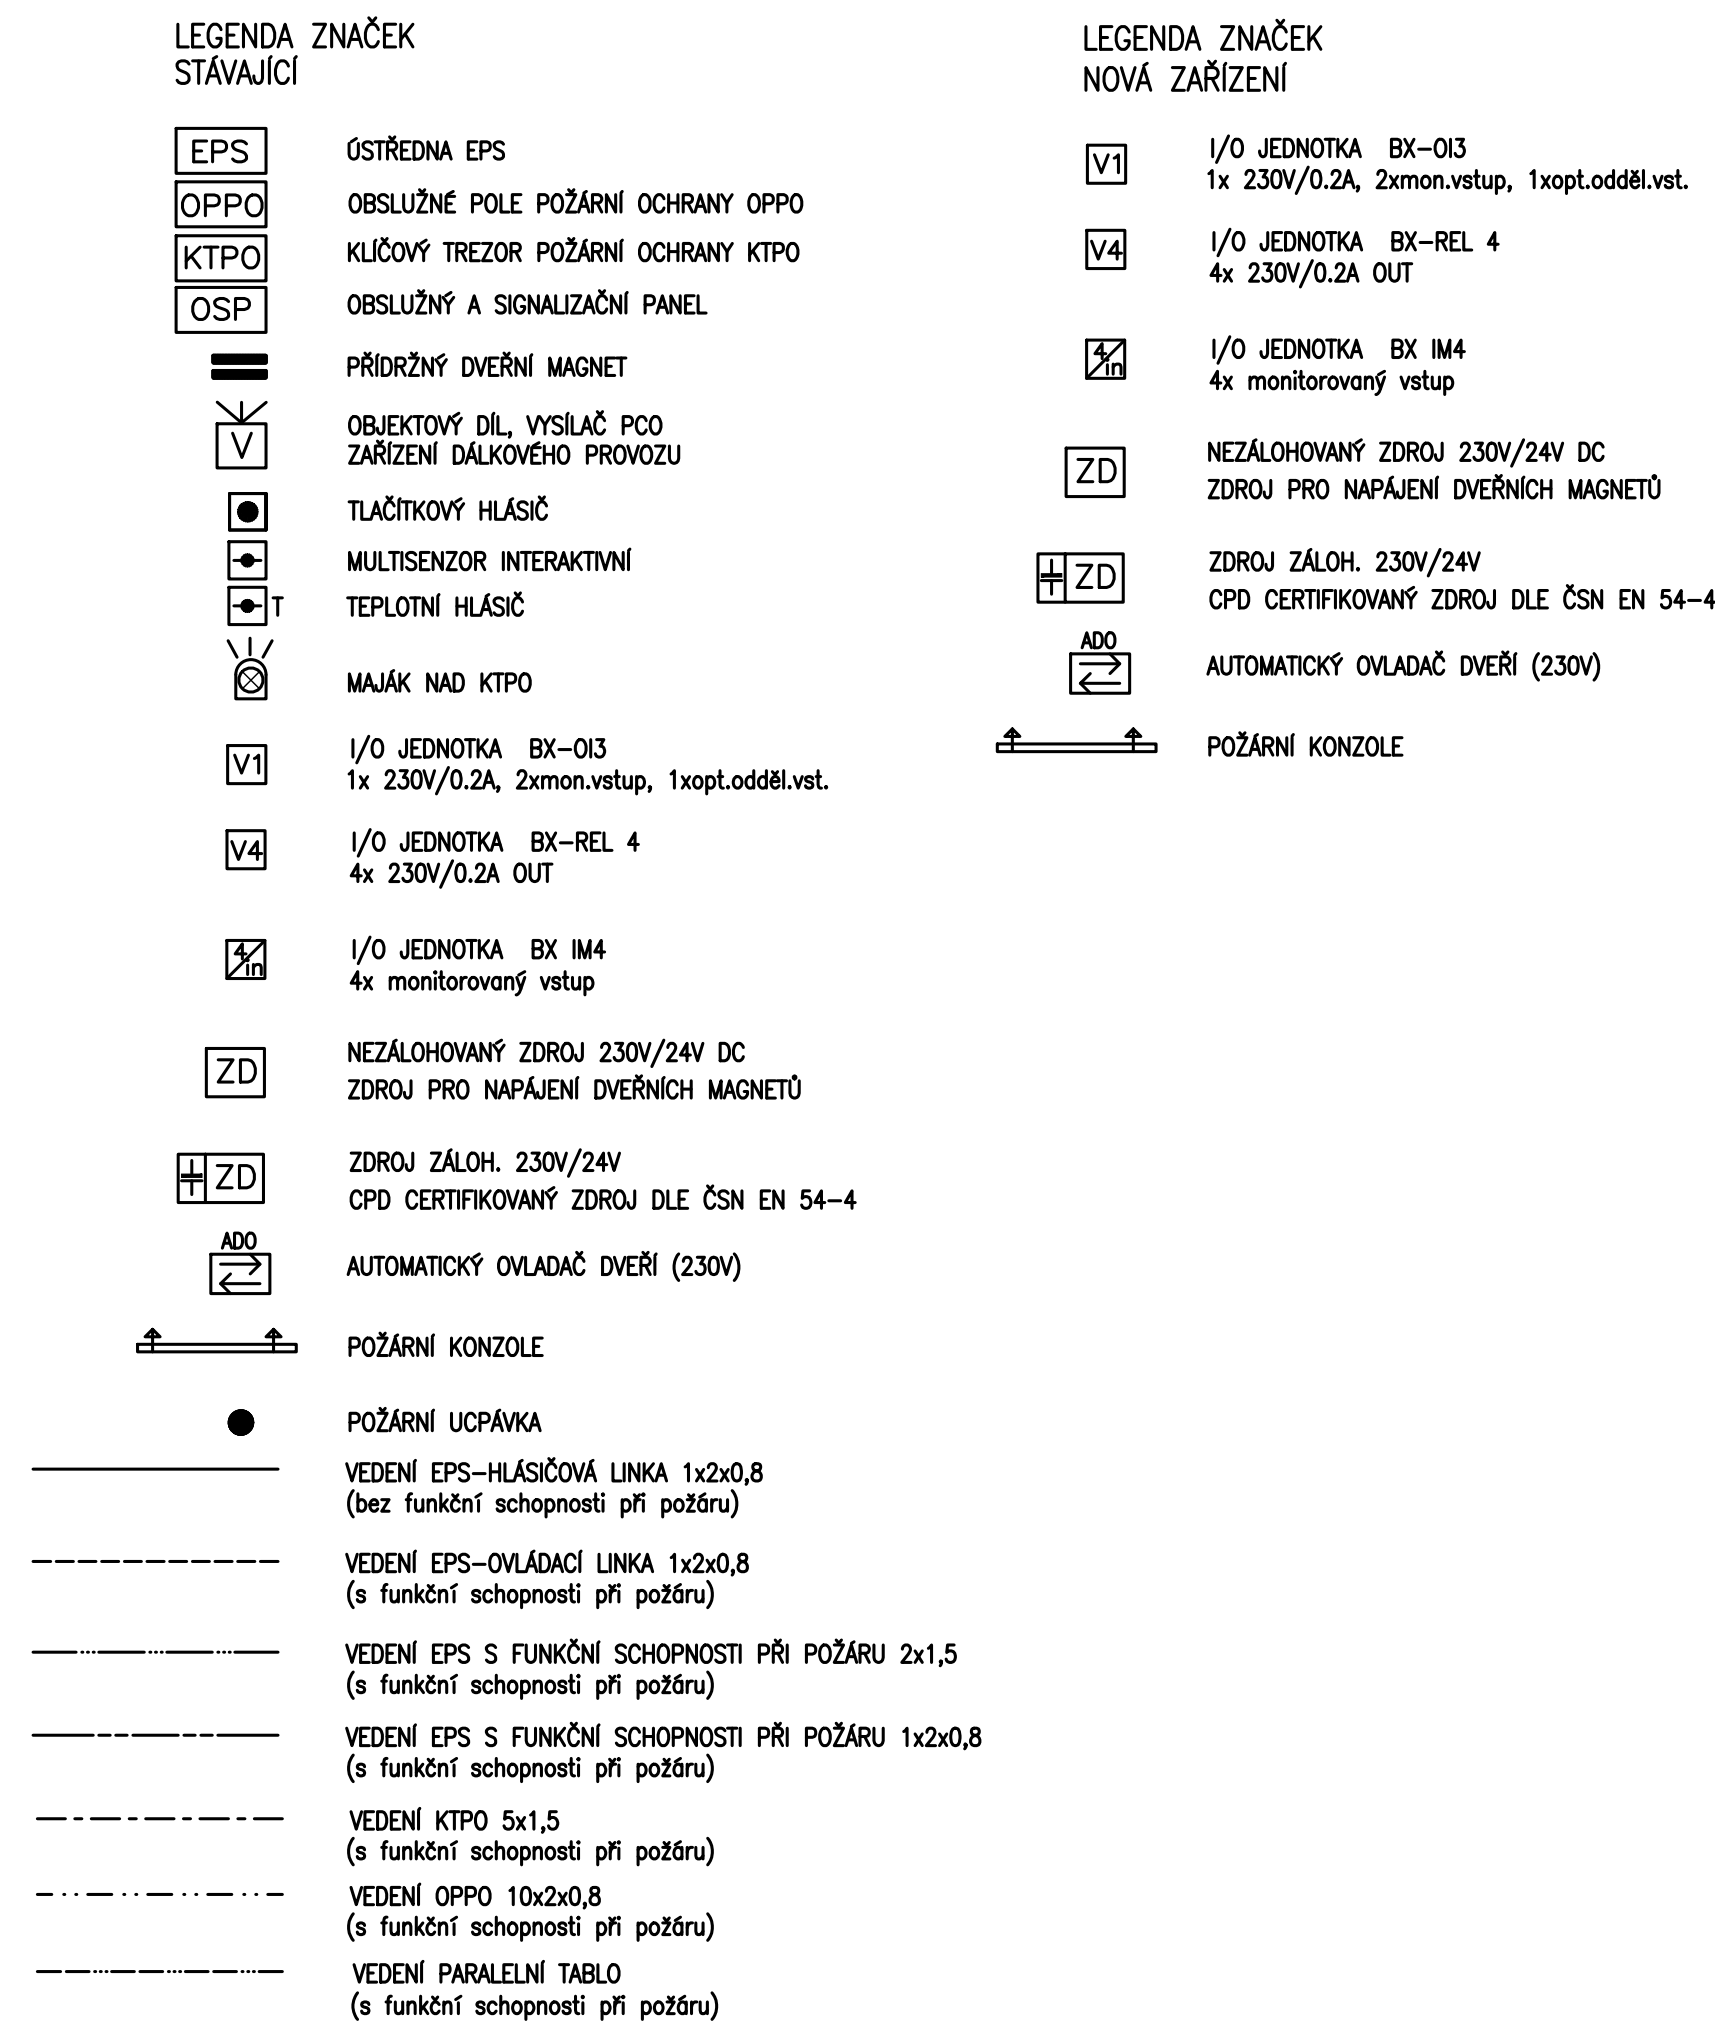 LEGENDA ZNAČEK
STÁVAJÍCÍ
EPS ÚSTŘEDNA EPS
OPPO OBSLUŽNÉ POLE POŽÁRNÍ OCHRANY OPPO
KTPO KLÍČOVÝ TREZOR POŽÁRNÍ OCHRANY KTPO
OSP OBSLUŽNÝ A SIGNALIZAČNÍ PANEL
PŘÍDRŽNÝ DVEŘNÍ MAGNET
OBJEKTOVÝ DÍL, VYSÍLAČ PCO
V
ZAŘÍZENÍ DÁLKOVÉHO PROVOZU
TLAČÍTKOVÝ HLÁSIČ
MULTISENZOR INTERAKTIVNÍ
T TEPLOTNÍ HLÁSIČ
MAJÁK NAD KTPO
I/O JEDNOTKA BX-OI3
V1
1x 230V/0.2A, 2xmon.vstup, 1xopt.odděl.vst.
I/O JEDNOTKA BX-REL 4
V4
4x 230V/0.2A OUT
I/O JEDNOTKA BX IM4
4/in
4x monitorovaný vstup
NEZÁLOHOVANÝ ZDROJ 230V/24V DC
ZD
ZDROJ PRO NAPÁJENÍ DVEŘNÍCH MAGNETŮ
ZDROJ ZÁLOH. 230V/24V
ZD
CPD CERTIFIKOVANÝ ZDROJ DLE ČSN EN 54-4
ADO
AUTOMATICKÝ OVLADAČ DVEŘÍ (230V)
POŽÁRNÍ KONZOLE
POŽÁRNÍ UCPÁVKA
VEDENÍ EPS-HLÁSIČOVÁ LINKA 1x2x0,8
(bez funkční schopnosti při požáru)
VEDENÍ EPS-OVLÁDACÍ LINKA 1x2x0,8
(s funkční schopnosti při požáru)
VEDENÍ EPS S FUNKČNÍ SCHOPNOSTI PŘI POŽÁRU 2x1,5
(s funkční schopnosti při požáru)
VEDENÍ EPS S FUNKČNÍ SCHOPNOSTI PŘI POŽÁRU 1x2x0,8
(s funkční schopnosti při požáru)
VEDENÍ KTPO 5x1,5
(s funkční schopnosti při požáru)
VEDENÍ OPPO 10x2x0,8
(s funkční schopnosti při požáru)
VEDENÍ PARALELNÍ TABLO
(s funkční schopnosti při požáru)
LEGENDA ZNAČEK
NOVÁ ZAŘÍZENÍ
I/O JEDNOTKA BX-OI3
V1
1x 230V/0.2A, 2xmon.vstup, 1xopt.odděl.vst.
I/O JEDNOTKA BX-REL 4
V4
4x 230V/0.2A OUT
I/O JEDNOTKA BX IM4
4/in
4x monitorovaný vstup
NEZÁLOHOVANÝ ZDROJ 230V/24V DC
ZD
ZDROJ PRO NAPÁJENÍ DVEŘNÍCH MAGNETŮ
ZDROJ ZÁLOH. 230V/24V
ZD
CPD CERTIFIKOVANÝ ZDROJ DLE ČSN EN 54-4
ADO
AUTOMATICKÝ OVLADAČ DVEŘÍ (230V)
POŽÁRNÍ KONZOLE